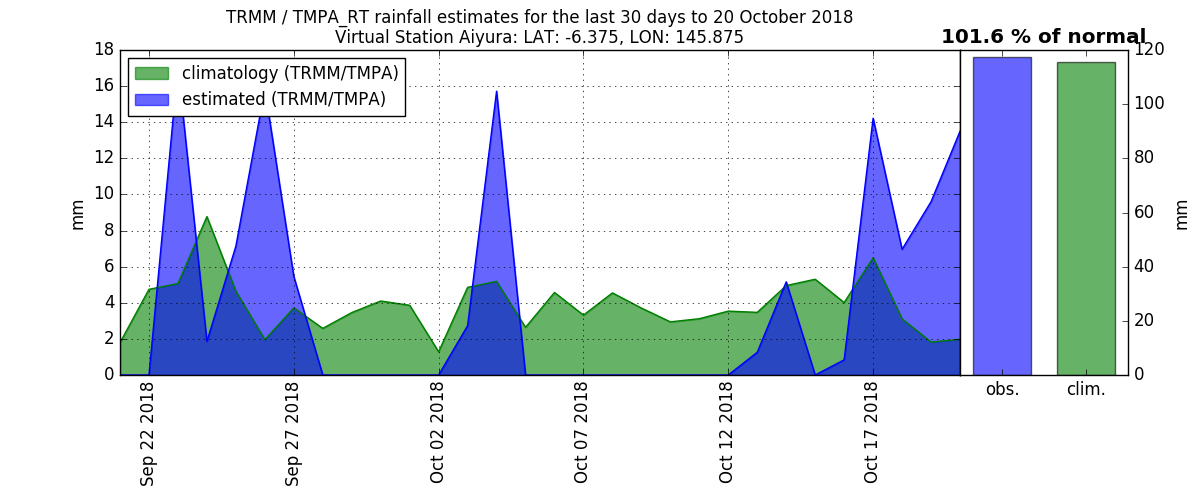 TRMM / TMPA_RT rainfall estimates for the last 30 days to 20 October 2018
Virtual Station Aiyura: LAT: -6.375, LON: 145.875
101.6 % of normal
climatology (TRMM/TMPA)
estimated (TRMM/TMPA)
mm
18
16
14
12
10
8
6
4
2
0
Sep 22 2018
Sep 27 2018
Oct 02 2018
Oct 07 2018
Oct 12 2018
Oct 17 2018
120
100
80
60
40
20
0
mm
obs.
clim.